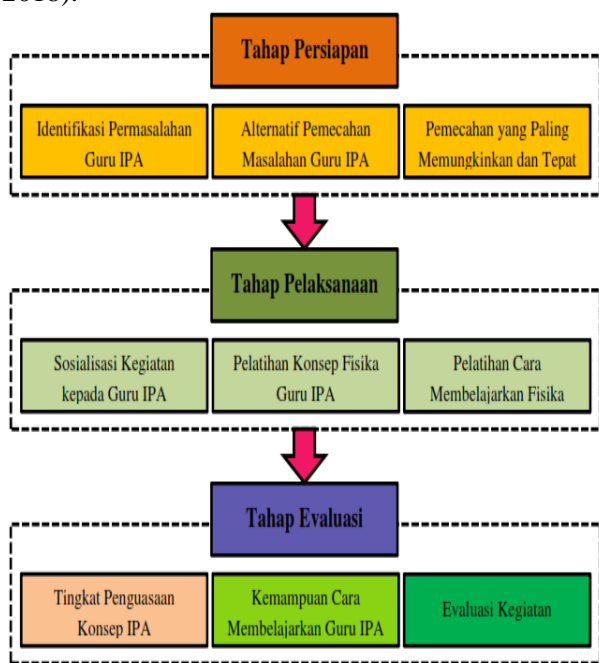 Tahap Persiapan
Identifikasi Permasalahan
Guru IPA
Alternatif Pemecahan
Masalahan Guru IPA
Pemecahan yang Paling
Memungkinkan dan Tepat
Tahap Pelaksanaan
Sosialisasi Kegiatan
kepada Guru IPA
Pelatihan Konsep Fisika
Guru IPA
Pelatihan Cara
Membelajarkan Fisika
Tahap Evaluasi
Tingkat Penguasaan
Konsep IPA
Kemampuan Cara
Membelajarkan Guru IPA
Evaluasi Kegiatan